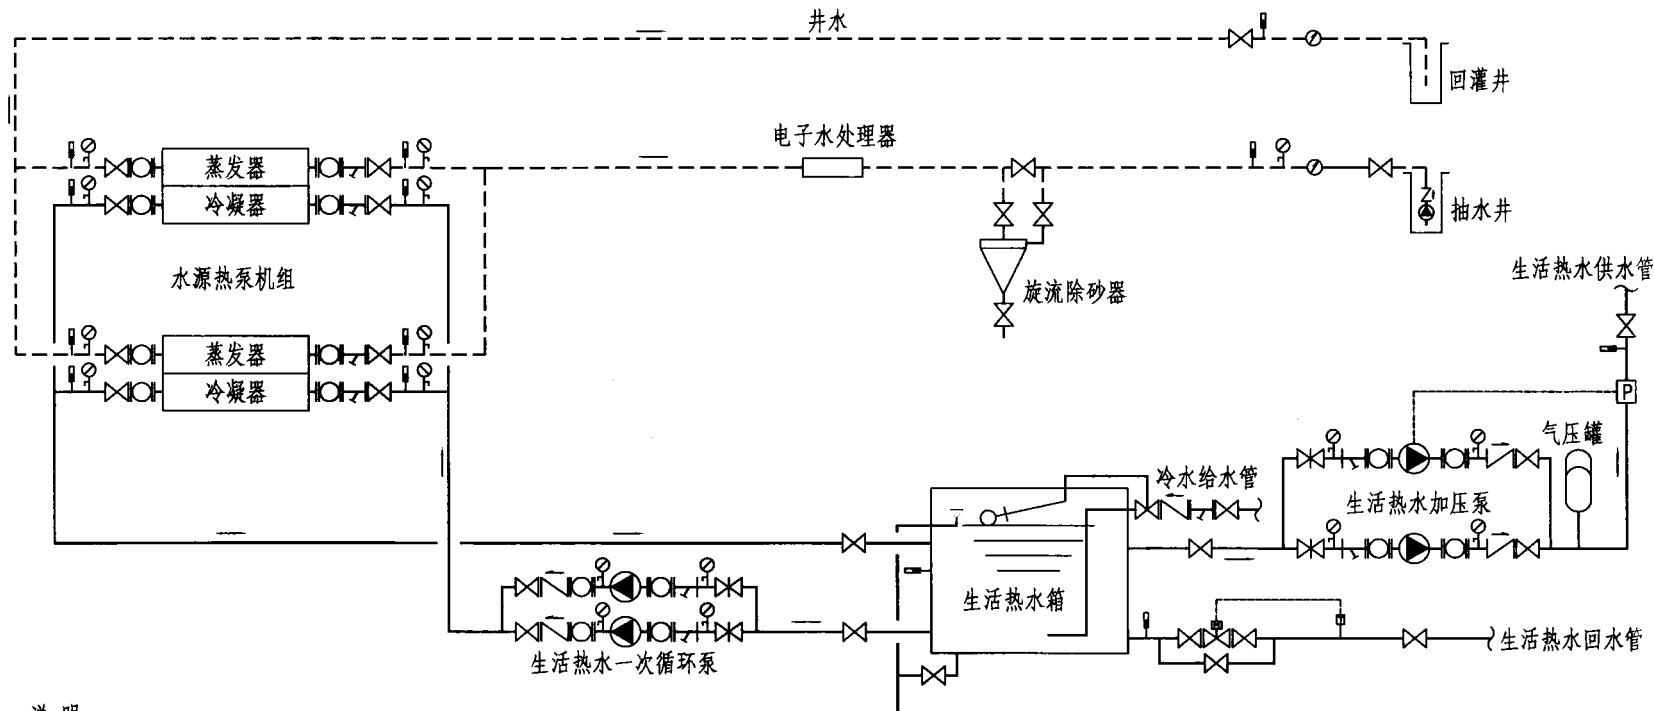 井水
回灌井
电子水处理器
蒸发器
冷凝器
抽水井
水源热泵机组
旋流除砂器
生活热水供水管
蒸发器
冷凝器
P
气压罐
冷水给水管
生活热水加压泵
生活热水箱
生活热水一次循环泵
生活热水回水管